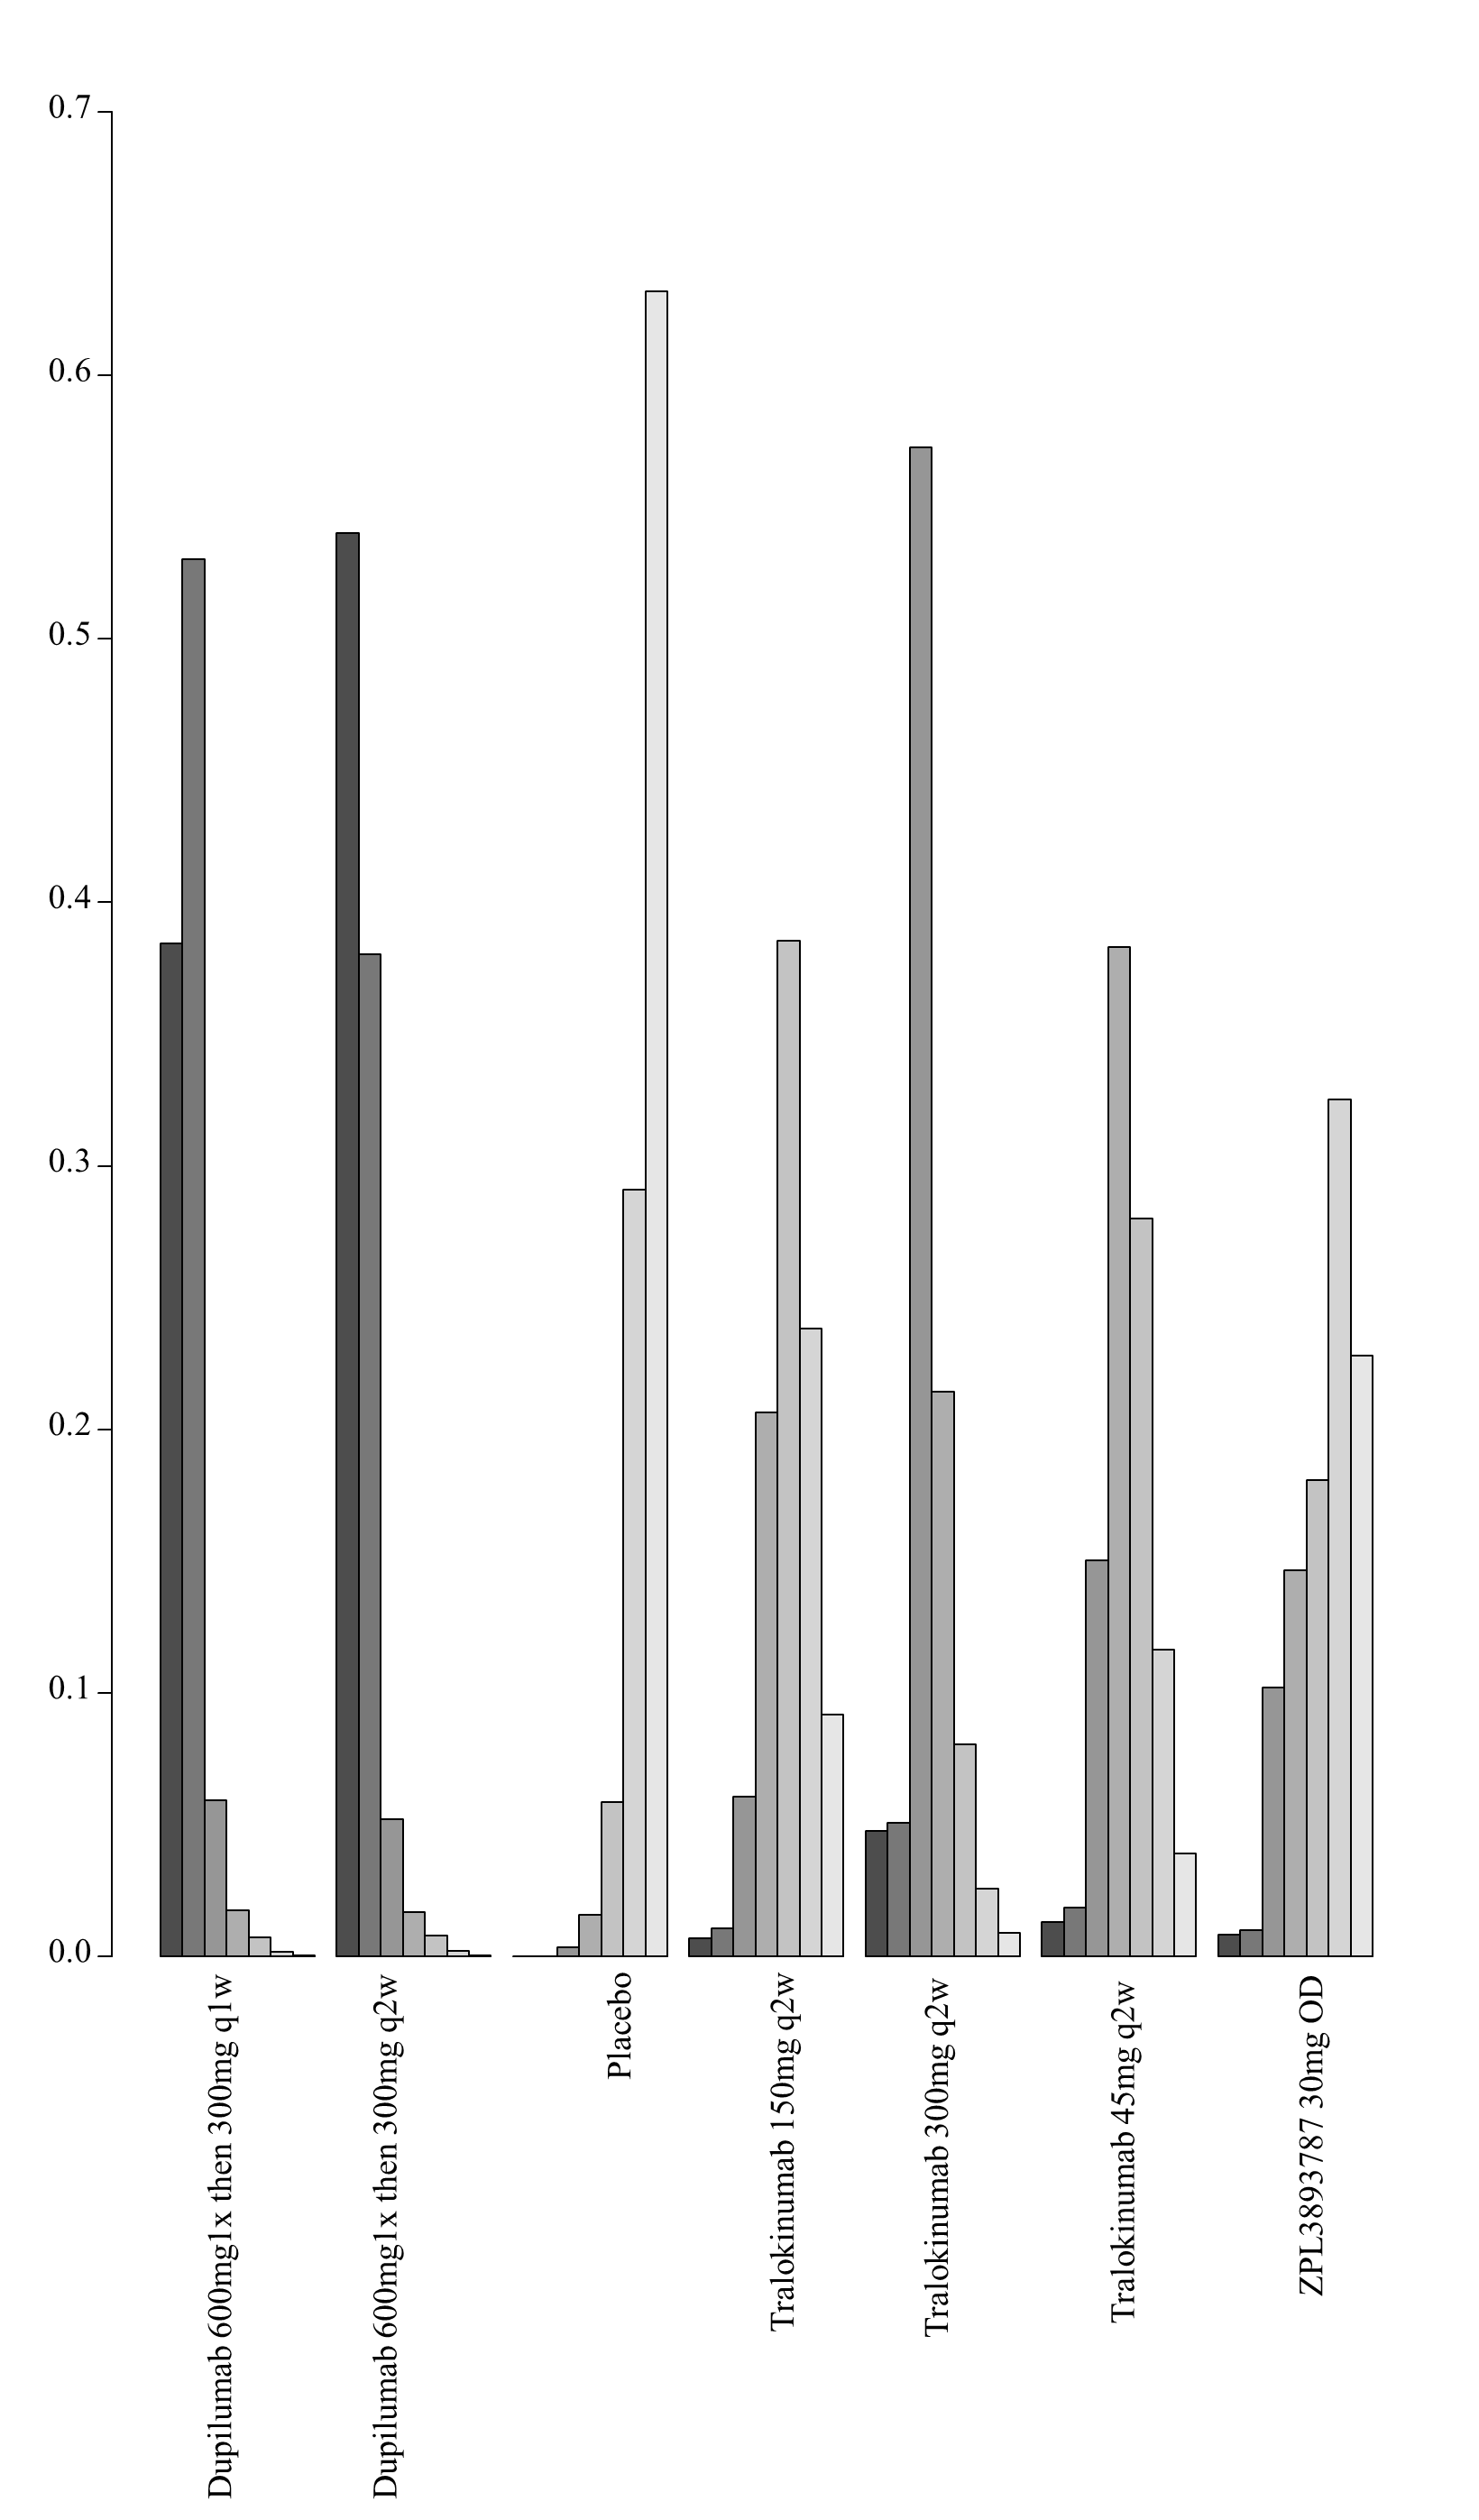 0.7
0.6
0.5
0.4
0.3
0.2
0.1
0.0
Dupilumab 600mg1x then 300mg q1w
Dupilumab 600mg1x then 300mg q2w
Placebo
Tralokinumab 150mg q2w
Tralokinumab 300mg q2w
Tralokinumab 45mg q2w
ZPL3893787 30mg OD